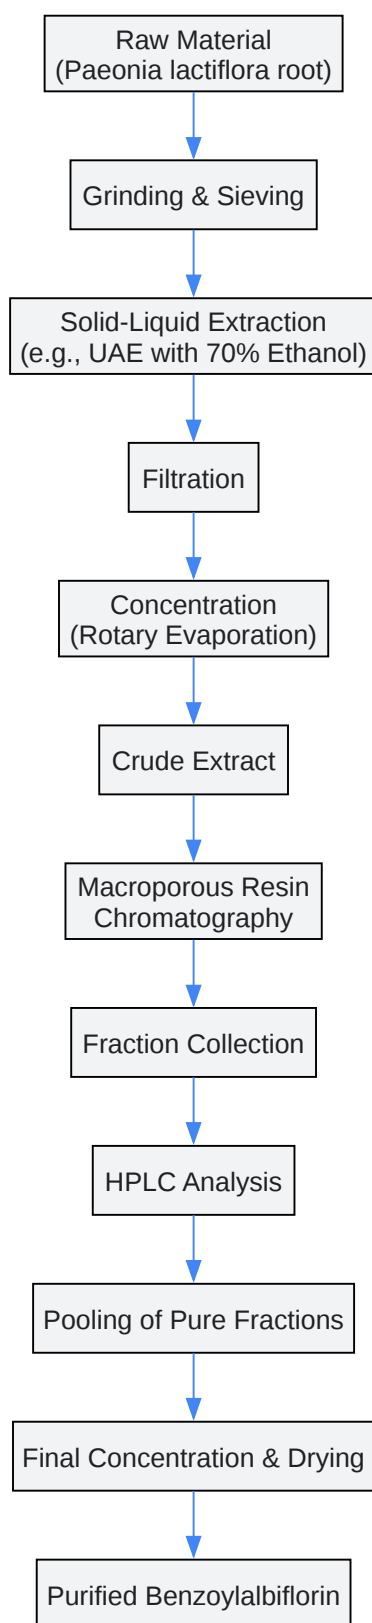 Raw Material
(Paeonia lactiflora root)
Grinding & Sieving
Solid-Liquid Extraction
(e.g., UAE with 70% Ethanol)
Filtration
Concentration
(Rotary Evaporation)
Crude Extract
Macroporous Resin
Chromatography
Fraction Collection
HPLC Analysis
Pooling of Pure Fractions
Final Concentration & Drying
Purified Benzoylalbiflorin